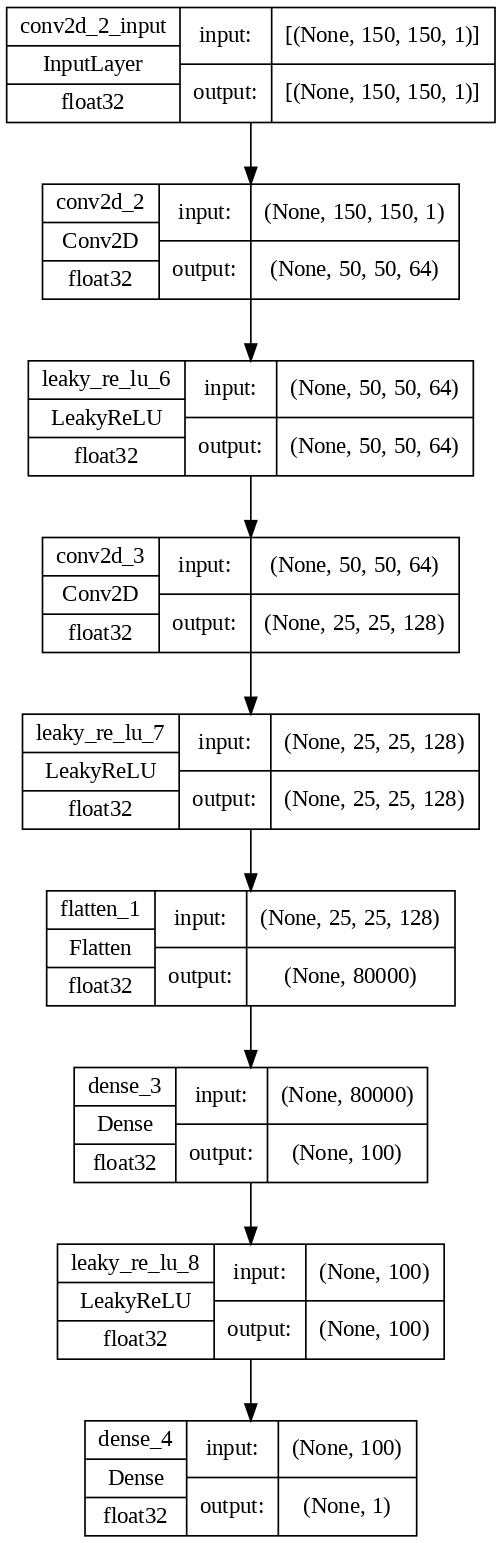 conv2d_2_input
InputLayer
float32
input:
[(None, 150, 150, 1)]
output:
[(None, 150, 150, 1)]
conv2d_2
Conv2D
float32
input:
(None, 150, 150, 1)
output:
(None, 50, 50, 64)
leaky_re_lu_6
LeakyReLU
float32
input:
(None, 50, 50, 64)
output:
(None, 50, 50, 64)
conv2d_3
Conv2D
float32
input:
(None, 50, 50, 64)
output:
(None, 25, 25, 128)
leaky_re_lu_7
LeakyReLU
float32
input:
(None, 25, 25, 128)
output:
(None, 25, 25, 128)
flatten_1
Flatten
float32
input:
(None, 25, 25, 128)
output:
(None, 80000)
dense_3
Dense
float32
input:
(None, 80000)
output:
(None, 100)
leaky_re_lu_8
LeakyReLU
float32
input:
(None, 100)
output:
(None, 100)
dense_4
Dense
float32
input:
(None, 100)
output:
(None, 1)